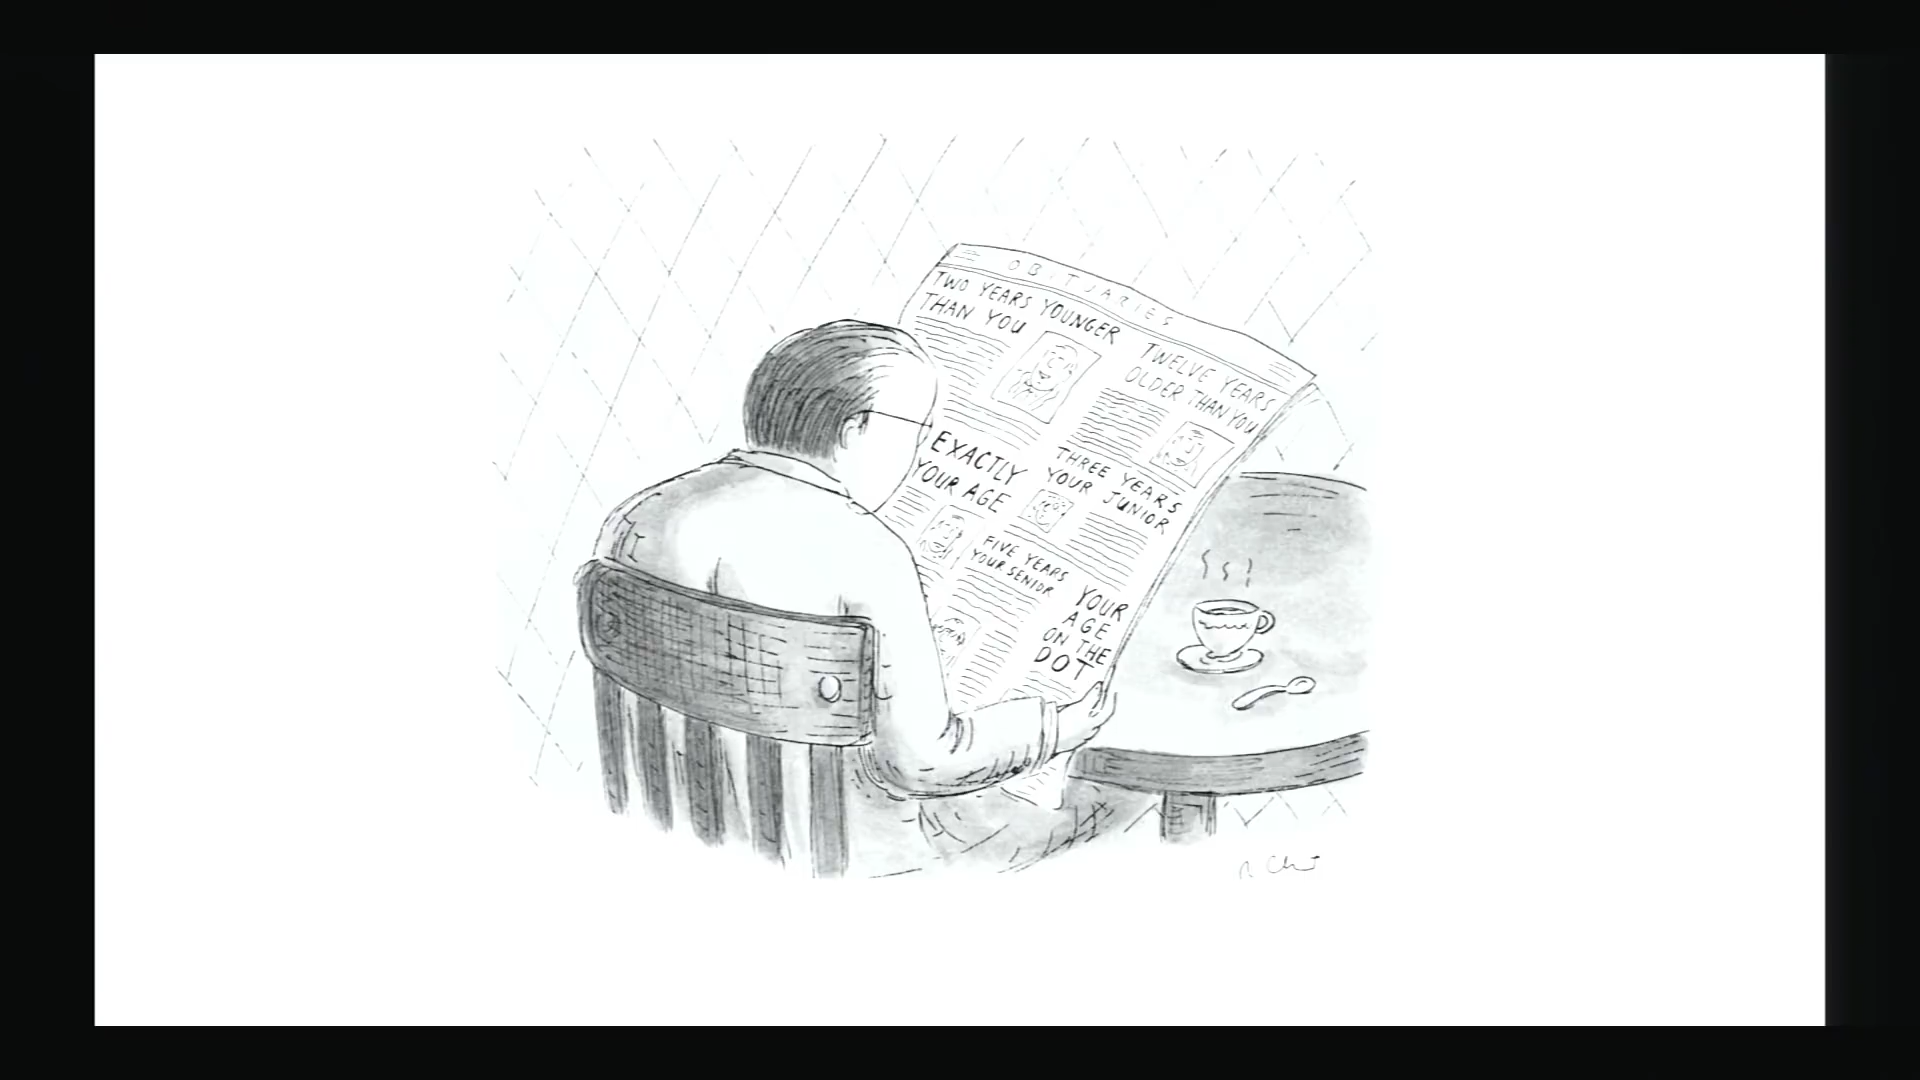 OBITUARIES
TWO YEARS YOUNGER
THAN YOU
TWELVE YEARS
OLDER THAN YOU
EXACTLY
YOUR AGE
THREE YEARS
YOUR JUNIOR
FIVE YEARS
YOUR SENIOR
YOUR
AGE
ON THE
DOT